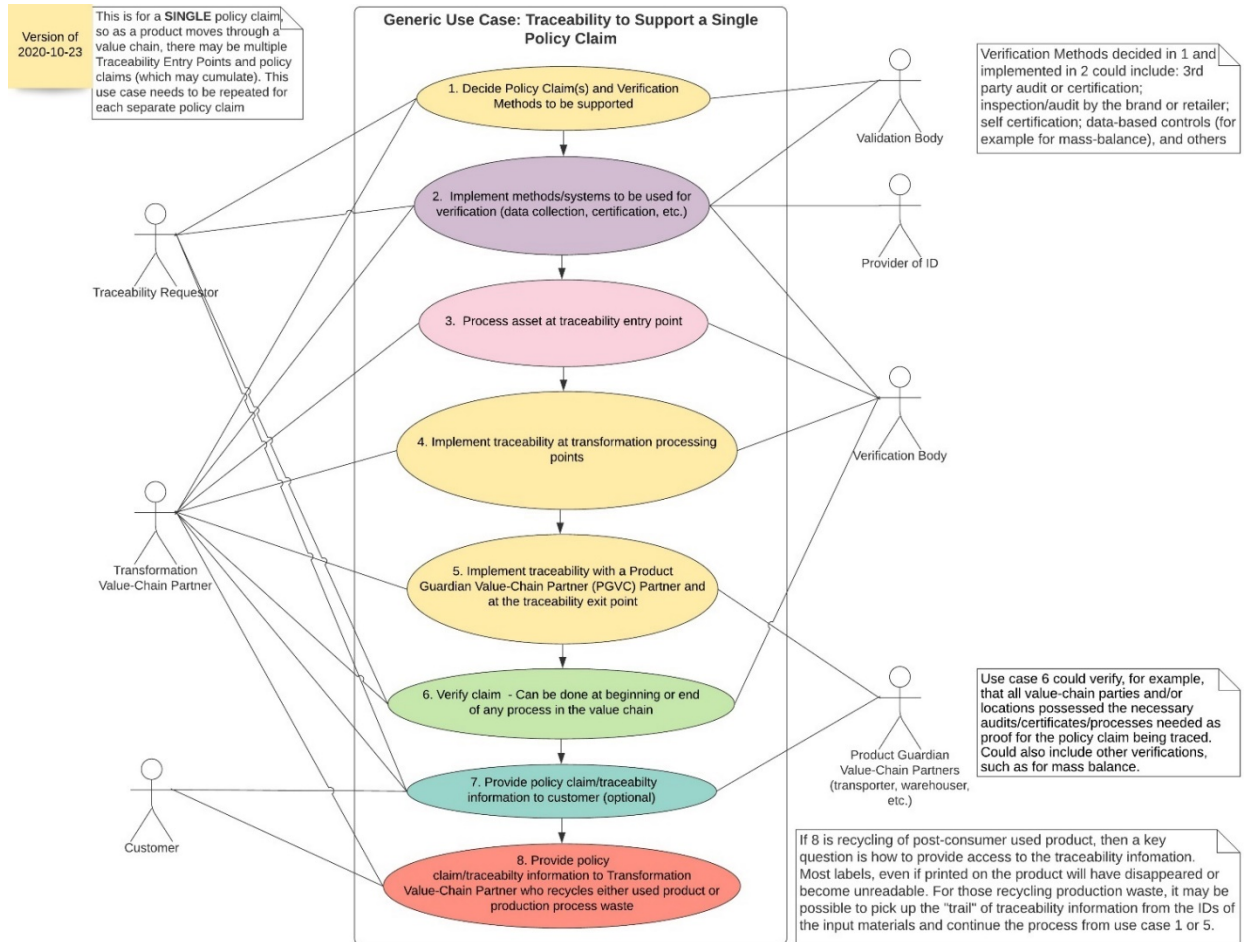 Version of
2020-10-23
This is for a SINGLE policy claim,
so as a product moves through a
value chain, there may be multiple
Traceability Entry Points and policy
claims (which may cumulate). This
use case needs to be repeated for
each separate policy claim
Generic Use Case: Traceability to Support a Single
Policy Claim
Verification Methods decided in 1 and
implemented in 2 could include: 3rd
party audit or certification;
inspection/audit by the brand or retailer;
self certification; data-based controls (for
example for mass-balance), and others
1. Decide Policy Claim(s) and Verification
Methods to be supported
Validation Body
2. Implement methods/systems to be used for
verification (data collection, certification, etc.)
Provider of ID
Traceability Requestor
3. Process asset at traceability entry point
4. Implement traceability at transformation processing
points
Verification Body
Transformation
Value-Chain Partner
5. Implement traceability with a Product
Guardian Value-Chain Partner (PGVC) Partner and
at the traceability exit point
6. Verify claim - Can be done at beginning or end
of any process in the value chain
Product Guardian
Value-Chain Partners
(transporter, warehouser,
etc.)
Use case 6 could verify, for example,
that all value-chain parties and/or
locations possessed the necessary
audits/certificates/processes needed as
proof for the policy claim being traced.
Could also include other verifications,
such as for mass balance.
7. Provide policy claim/traceabilty
information to customer (optional)
Customer
8. Provide policy
claim/traceabilty information to Transformation
Value-Chain Partner who recycles either used product or
production process waste
If 8 is recycling of post-consumer used product, then a key
question is how to provide access to the traceability infomation.
Most labels, even if printed on the product will have disappeared or
become unreadable. For those recycling production waste, it may be
possible to pick up the "trail" of traceability information from the IDs of
the input materials and continue the process from use case 1 or 5.